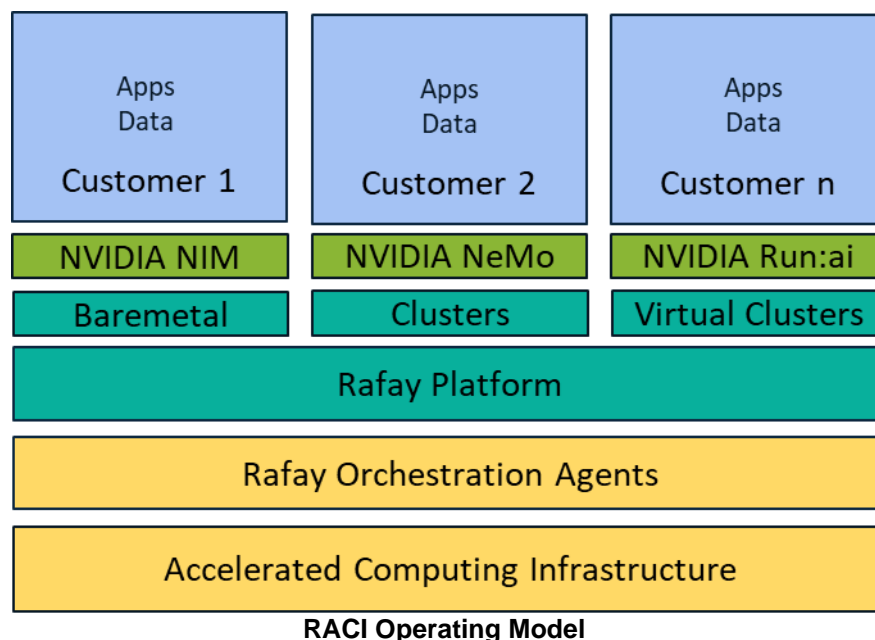 Apps
Data
Customer 1
Apps
Data
Customer 2
Apps
Data
Customer n
NVIDIA NIM
NVIDIA NeMo
NVIDIA Run:ai
Baremetal
Clusters
Virtual Clusters
Rafay Platform
Rafay Orchestration Agents
Accelerated Computing Infrastructure
RACI Operating Model